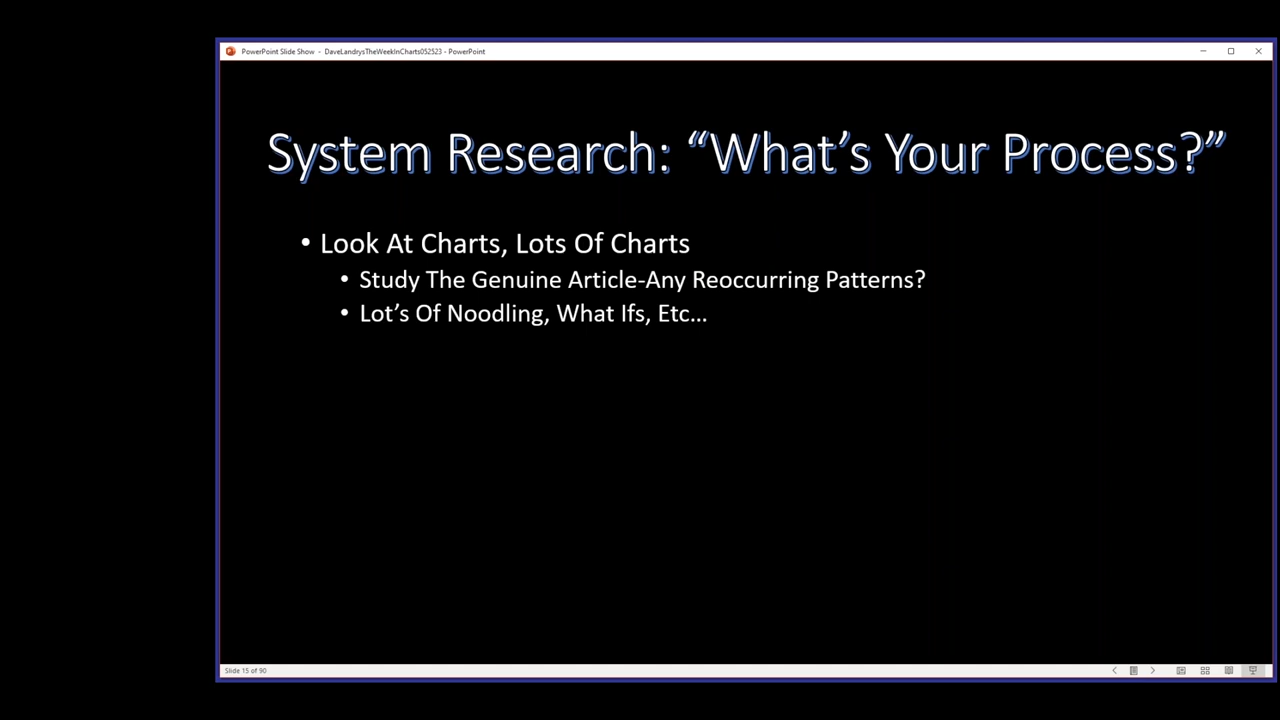 PowerPoint Slide Show - DaveLandrysTheWeekInCharts052523 - PowerPoint
System Research: “What’s Your Process?”
• Look At Charts, Lots Of Charts
• Study The Genuine Article-Any Reoccurring Patterns?
• Lot’s Of Noodling, What Ifs, Etc…
Slide 15 of 90